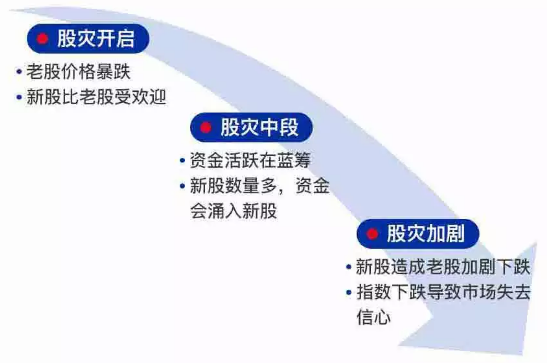 股灾开启
•老股价格暴跌
•新股比老股受欢迎
股灾中段
•资金活跃在蓝筹
•新股数量多，资金
会涌入新股
股灾加剧
•新股造成老股加剧下跌
•指数下跌导致市场失去
信心